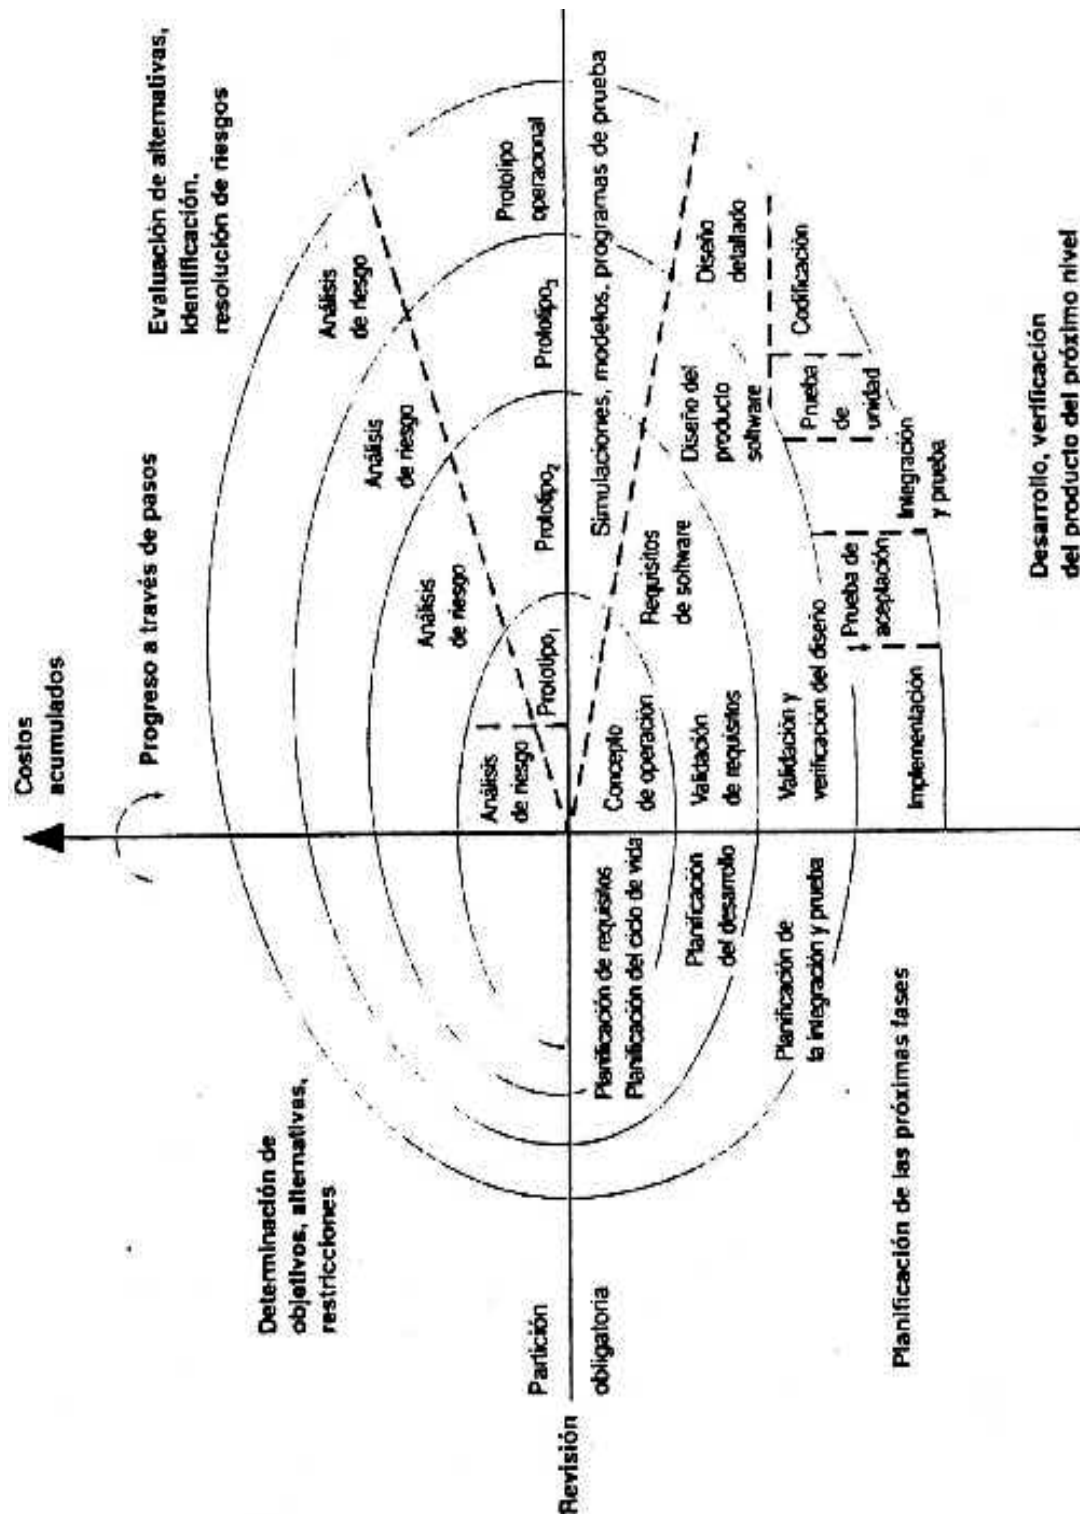 Costos
acumulados
Progreso a través de pasos
Evaluación de alternativas,
identificación,
resolución de riesgos
Determinación de
objetivos, alternativas,
restricciones
Análisis
de riesgo
Análisis
de riesgo
Análisis
de riesgo
Análisis
de riesgo
Prototipo1
Prototipo2
Prototipo3
Prototipo
operacional
Revisión
Partición
obligatoria
Simulaciones, modelos, programas de prueba
Planificación de requisitos
Planificación del ciclo de vida
Concepto
de operación
Requisitos
de software
Diseño del
producto
software
Diseño
detallado
Planificación
del desarrollo
Validación
de requisitos
Codificación
Prueba
de
unidad
Planificación de
la integración y prueba
Validación y
verificación del diseño
Prueba de
aceptación
Integración
y prueba
Implementación
Planificación de las próximas fases
Desarrollo, verificación
del producto del próximo nivel